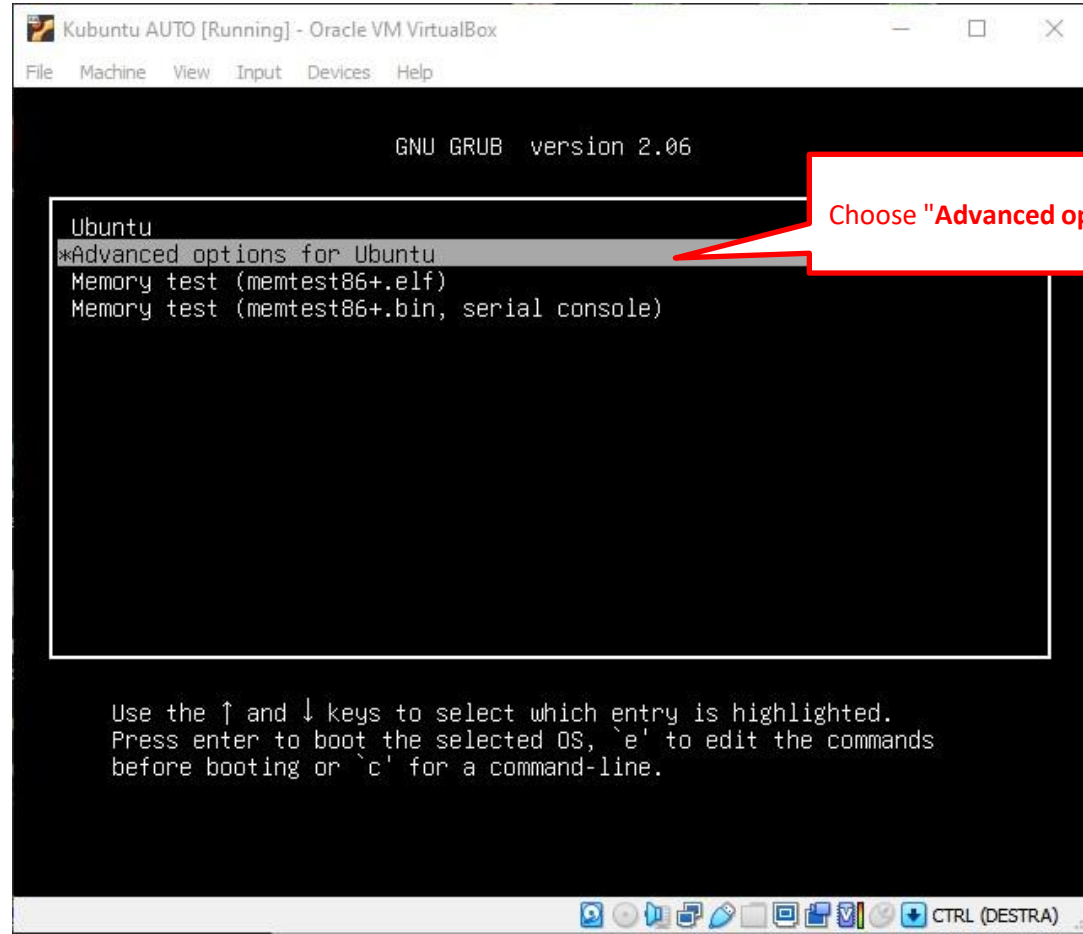 Kubuntu AUTO [Running] - Oracle VM VirtualBox
File Machine View Input Devices Help
GNU GRUB version 2.06
Choose "Advanced op
Ubuntu
*Advanced options for Ubuntu
Memory test (memtest86+.elf)
Memory test (memtest86+.bin, serial console)
Use the ↑ and ↓ keys to select which entry is highlighted.
Press enter to boot the selected OS, `e' to edit the commands
before booting or `c' for a command-line.
CTRL (DESTRA)